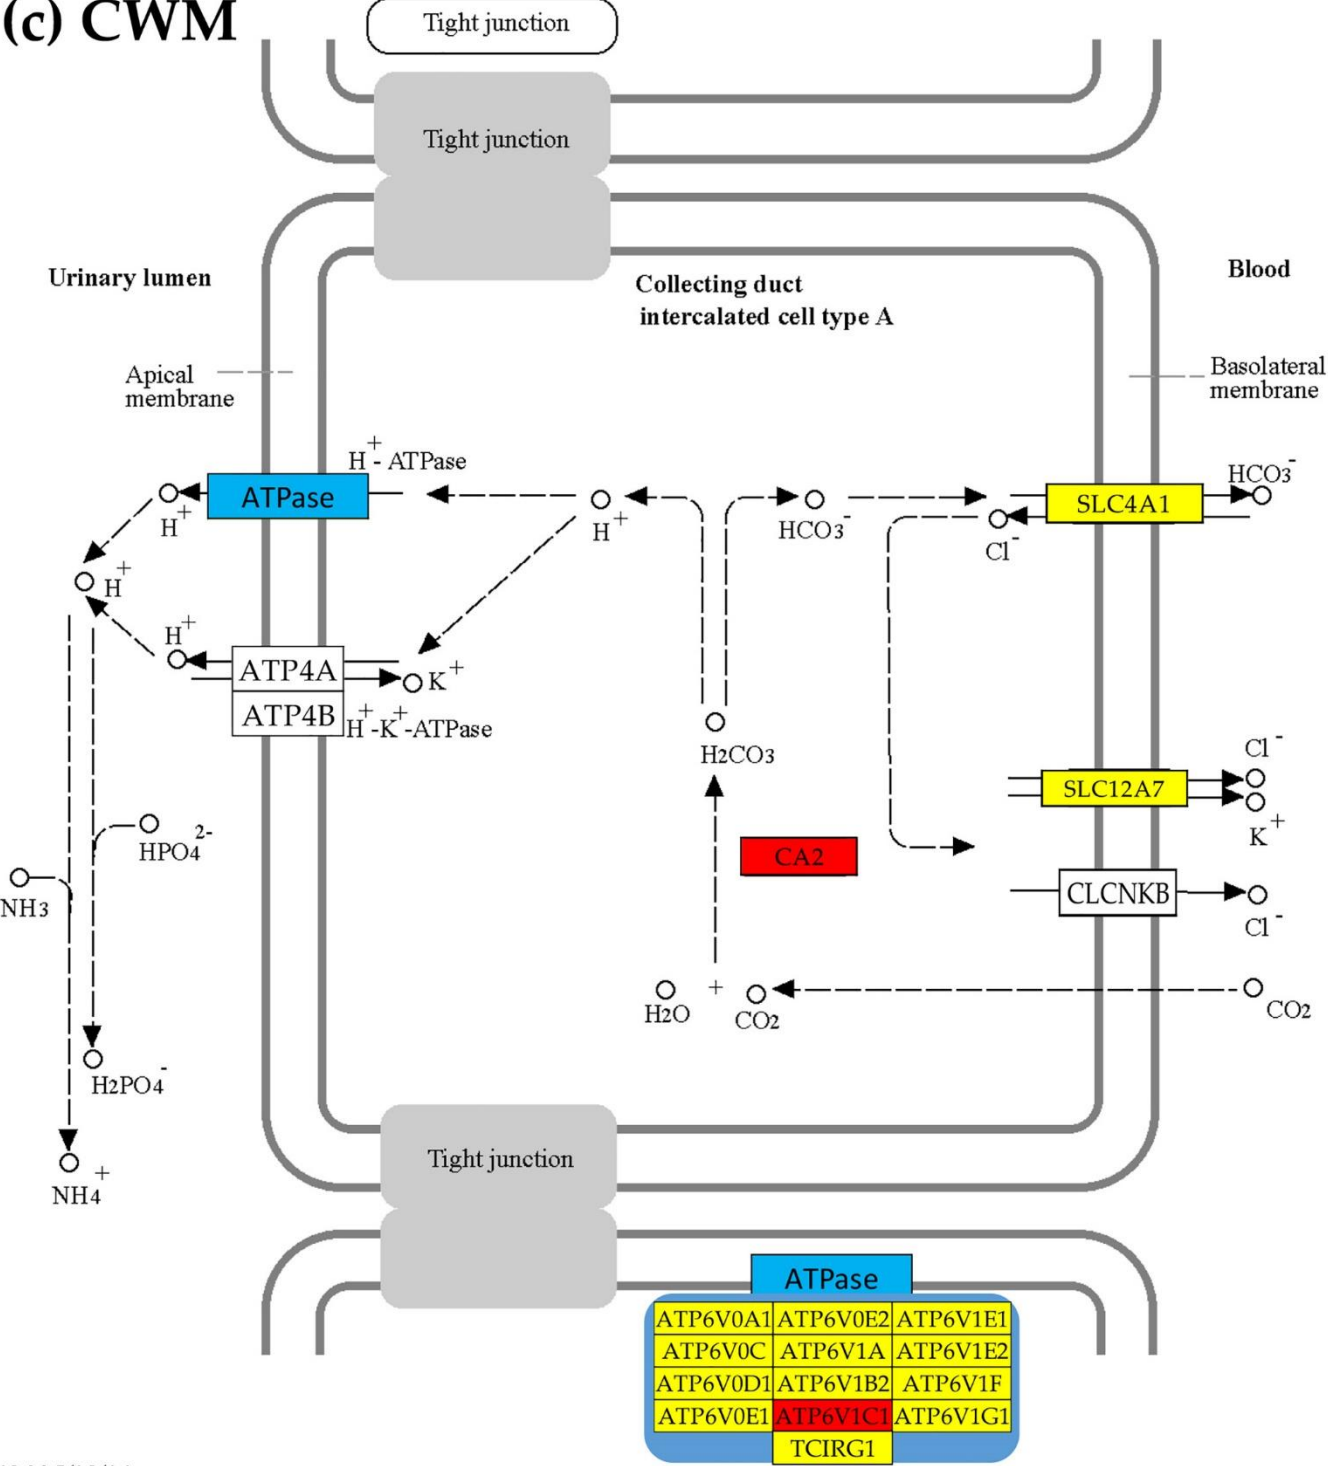 (c) CWM
Tight junction
Tight junction
Urinary lumen
Collecting duct
intercalated cell type A
Blood
Apical
membrane
Basolateral
membrane
H+ - ATPase
ATPase
H+
H+
H+
HCO3-
Cl-
SLC4A1
HCO3-
H+
ATP4A
ATP4B
K+
H+-K+-ATPase
H2CO3
Cl-
SLC12A7
K+
HPO4 2-
NH3
CA2
CLCNKB
Cl-
H2O + CO2
CO2
H2PO4-
NH4+
Tight junction
ATPase
ATP6V0A1 ATP6V0E2 ATP6V1E1
ATP6V0C ATP6V1A ATP6V1E2
ATP6V0D1 ATP6V1B2 ATP6V1F
ATP6V0E1 ATP6V1C1 ATP6V1G1
TCIRG1